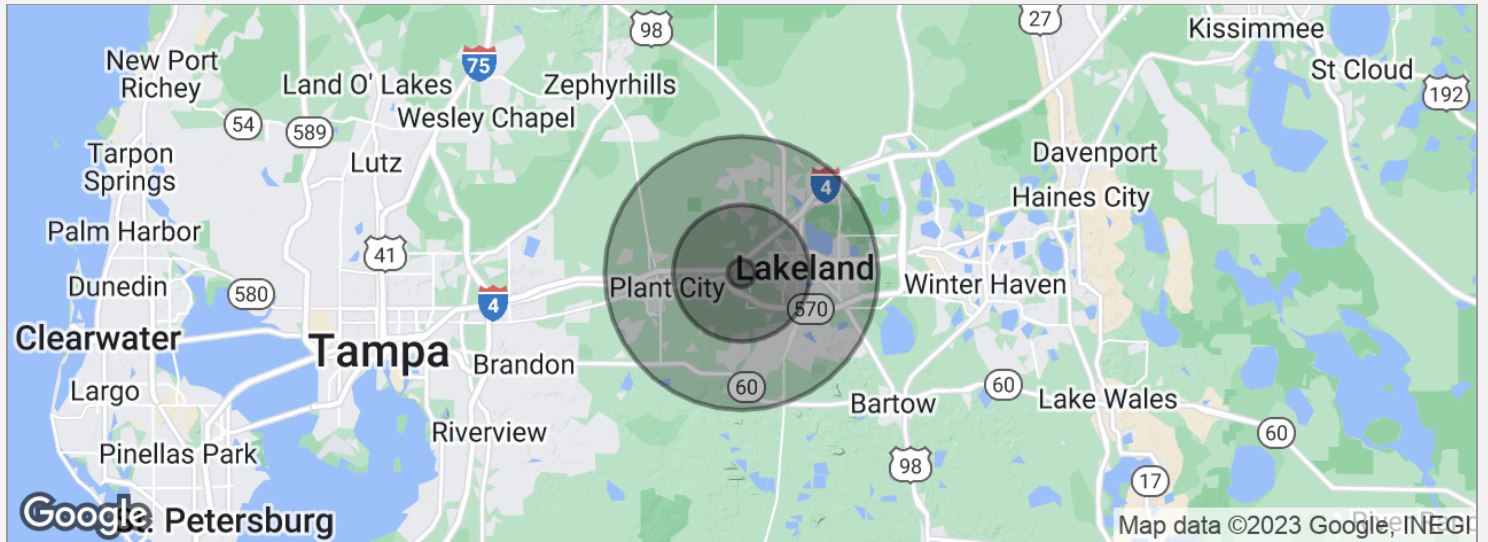 98
27
Kissimmee
New Port
Richey
75
Land O' Lakes
Zephyrhills
St Cloud
192
54
589
Wesley Chapel
Tarpon
Springs
Lutz
4
Davenport
Haines City
Palm Harbor
41
Lakeland
Dunedin
580
4
Plant City
Winter Haven
570
Clearwater
Tampa
Brandon
Largo
60
Bartow
60
Lake Wales
Riverview
60
Pinellas Park
98
17
Google
St. Petersburg
Map data ©2023 Google, INEGI